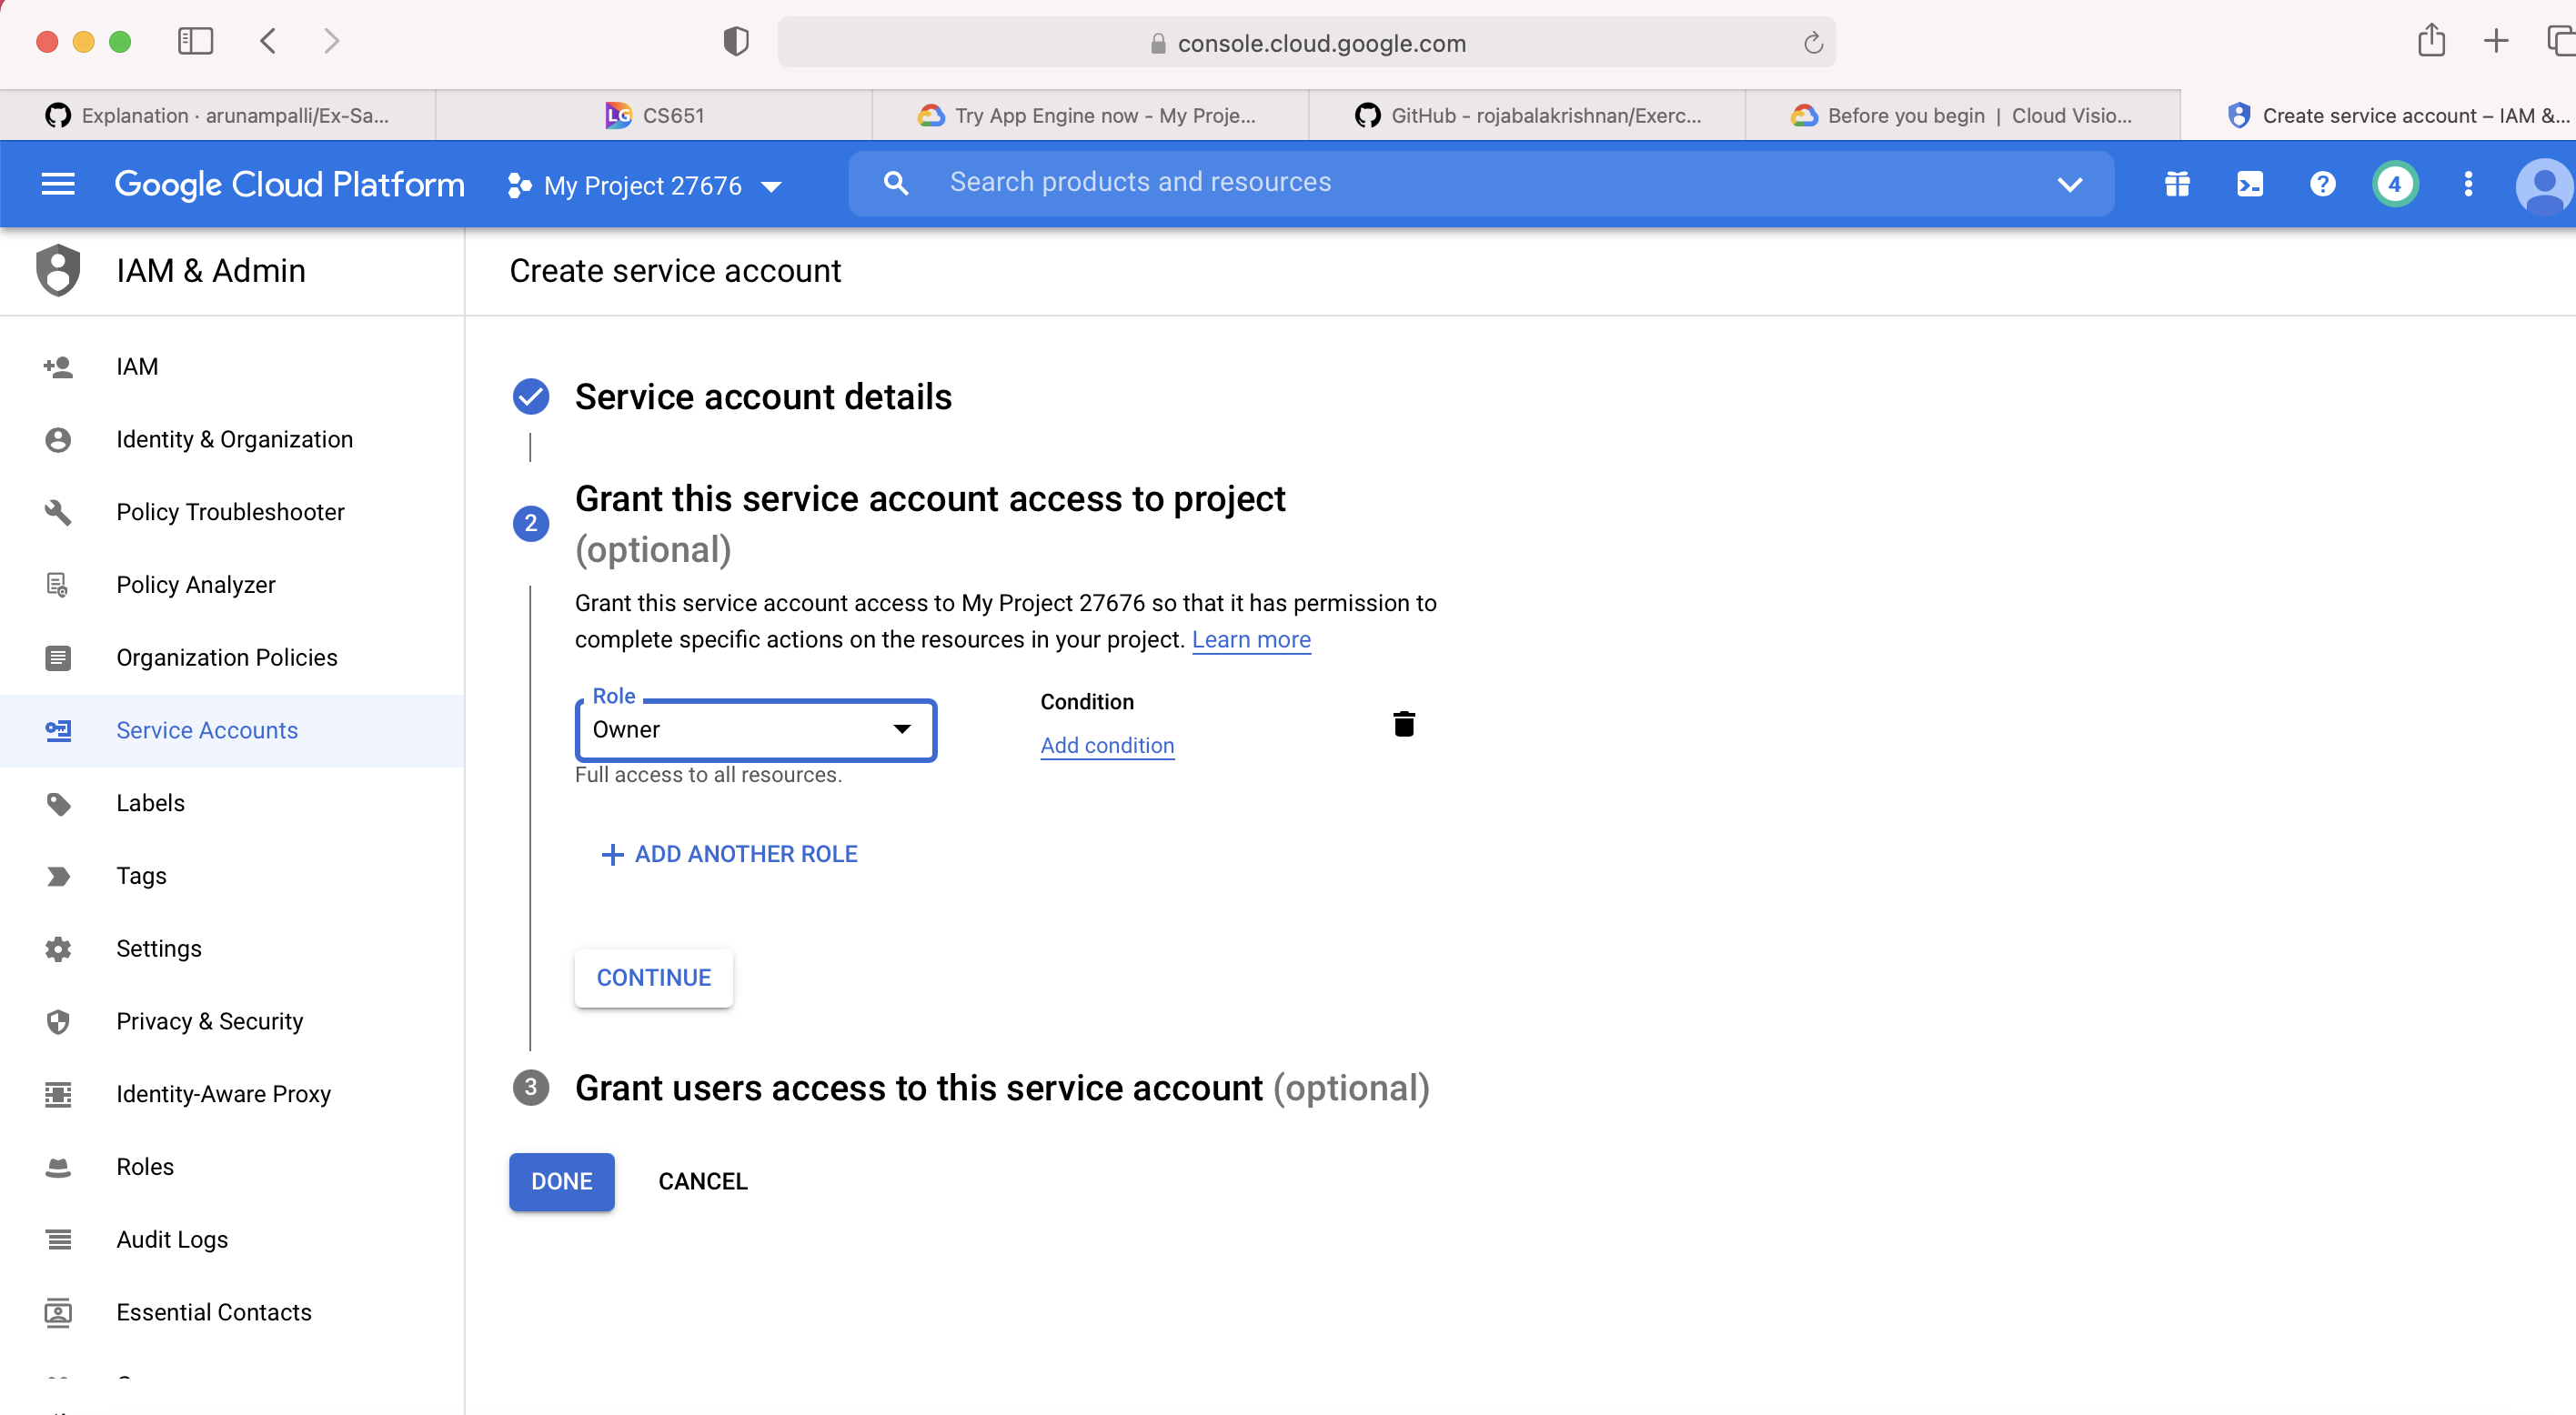 console.cloud.google.com
Explanation · arunampalli/Ex-Sa...
LG CS651
Try App Engine now - My Proje...
GitHub - rojabalakrishnan/Exerc...
Before you begin | Cloud Visio...
Create service account – IAM &...
Google Cloud Platform
My Project 27676
Search products and resources
4
IAM & Admin
Create service account
IAM
Identity & Organization
Policy Troubleshooter
Policy Analyzer
Organization Policies
Service Accounts
Labels
Tags
Settings
Privacy & Security
Identity-Aware Proxy
Roles
Audit Logs
Essential Contacts
Service account details
2
Grant this service account access to project
(optional)
Grant this service account access to My Project 27676 so that it has permission to
complete specific actions on the resources in your project. Learn more
Role
Owner
Full access to all resources.
Condition
Add condition
ADD ANOTHER ROLE
CONTINUE
3
Grant users access to this service account (optional)
DONE
CANCEL